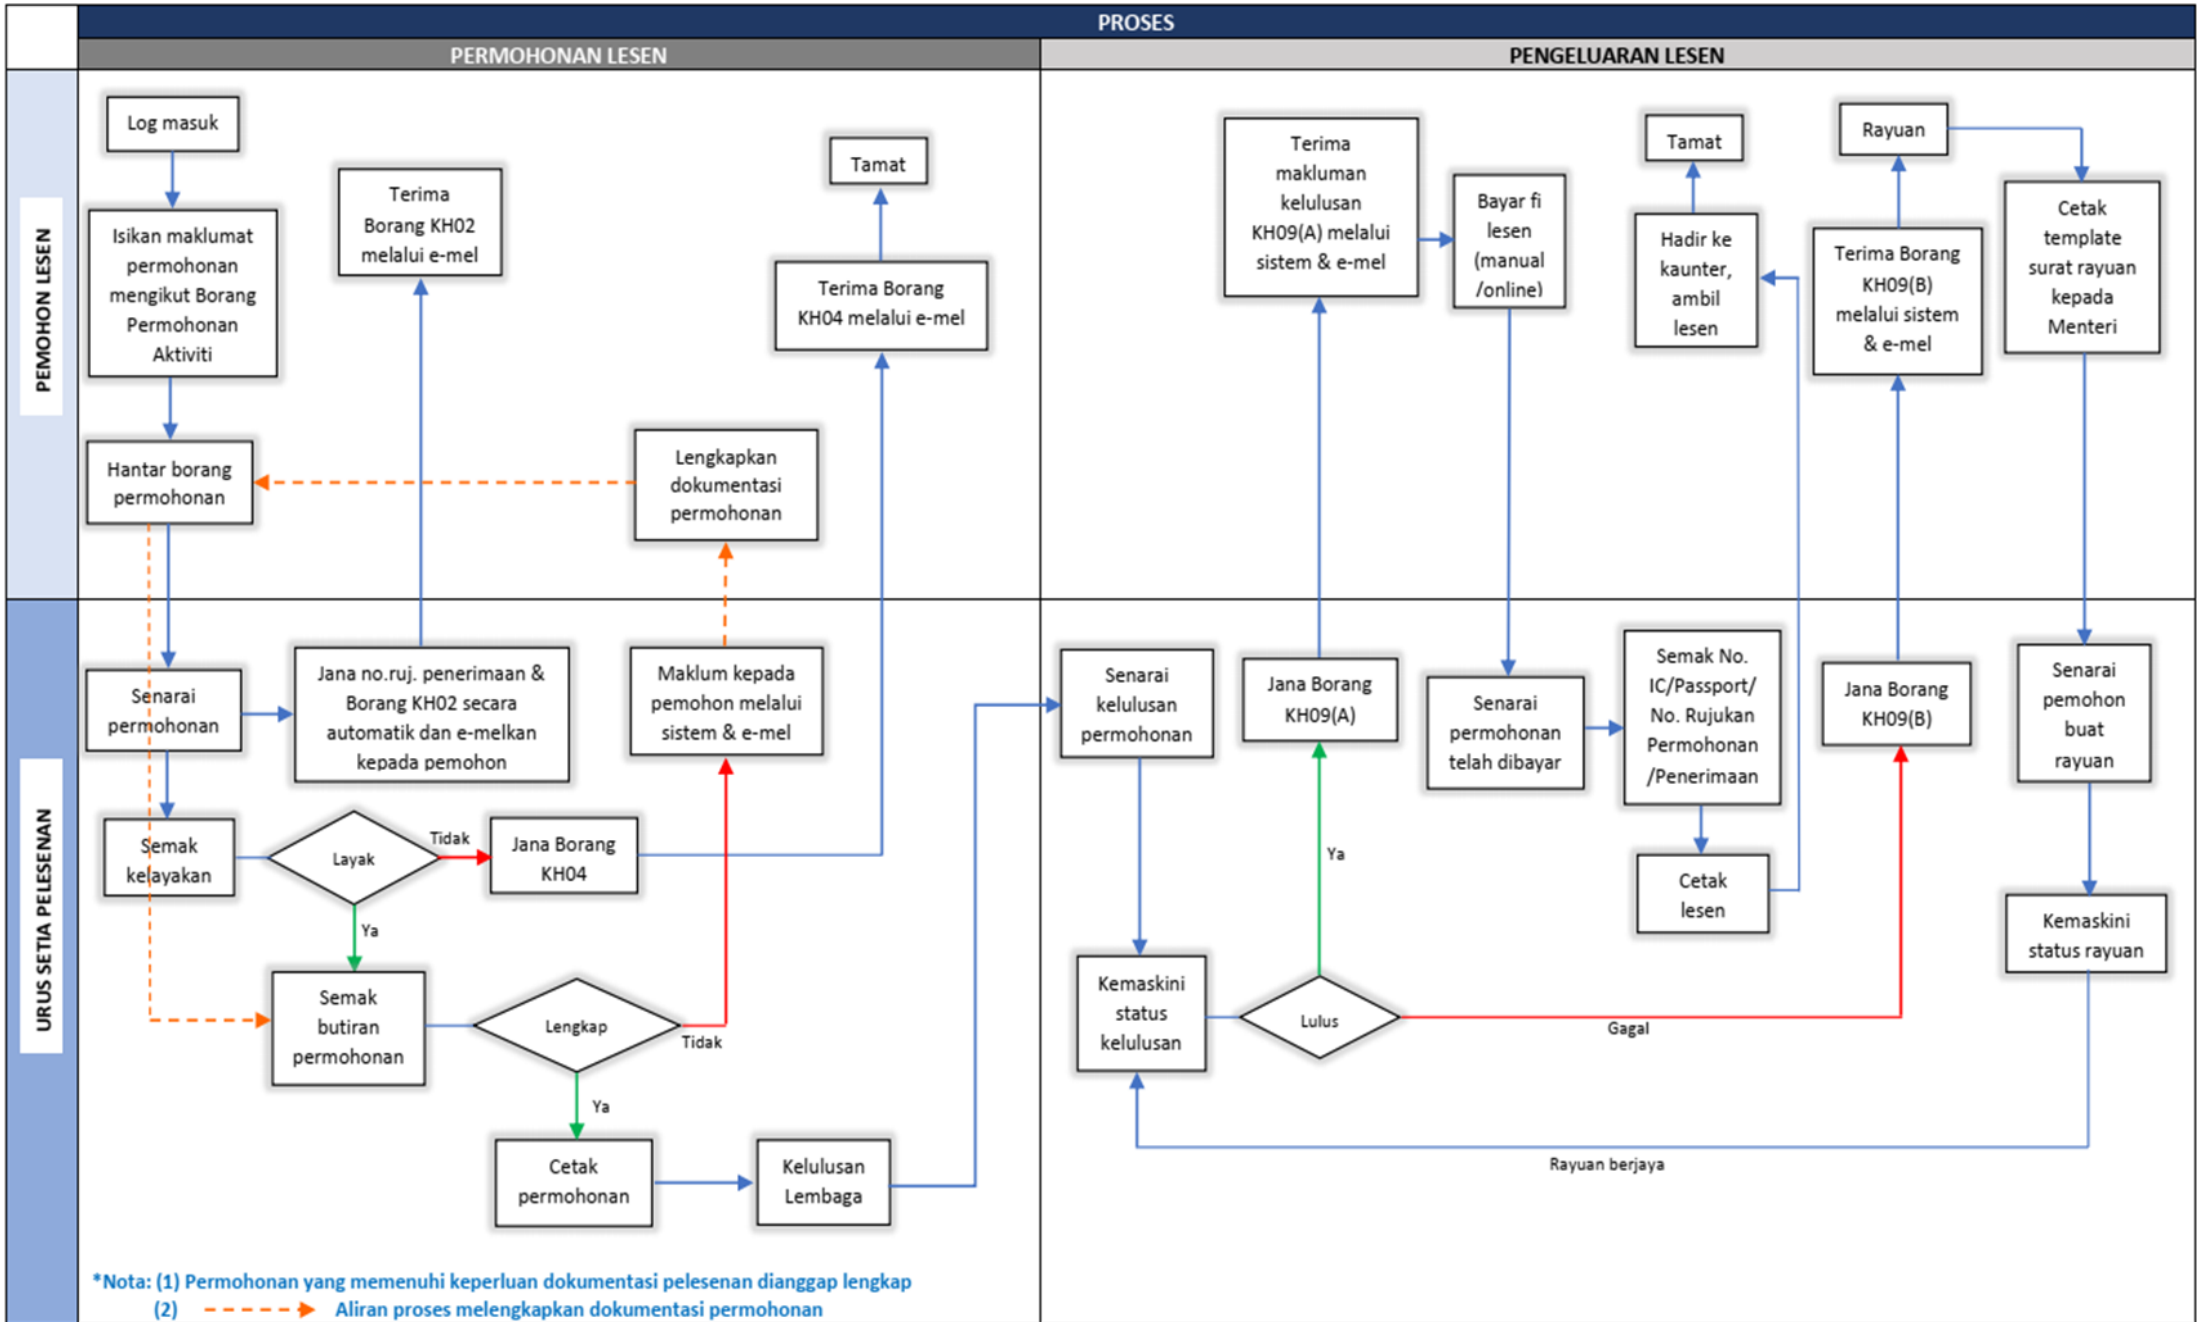 PROSES
PERMOHONAN LESEN
PENGELUARAN LESEN
PEMOHON LESEN
Log masuk
Isikan maklumat
permohonan
mengikut Borang
Permohonan
Aktiviti
Hantar borang
permohonan
Terima
Borang KH02
melalui e-mel
Lengkapkan
dokumentasi
permohonan
Tamat
Terima Borang
KH04 melalui e-mel
Terima
makluman
kelulusan
KH09(A) melalui
sistem & e-mel
Bayar fi
lesen
(manual
/online)
Tamat
Hadir ke
kaunter,
ambil
lesen
Rayuan
Terima Borang
KH09(B)
melalui sistem
& e-mel
Cetak
template
surat rayuan
kepada
Menteri
URUS SETIA PELESENAN
Senarai
permohonan
Jana no.ruj. penerimaan &
Borang KH02 secara
automatik dan e-melkan
kepada pemohon
Maklum kepada
pemohon melalui
sistem & e-mel
Semak
kelayakan
Layak
Tidak
Jana Borang
KH04
Ya
Semak
butiran
permohonan
Lengkap
Tidak
Ya
Cetak
permohonan
Kelulusan
Lembaga
Senarai
kelulusan
permohonan
Jana Borang
KH09(A)
Senarai
permohonan
telah dibayar
Semak No.
IC/Passport/
No. Rujukan
Permohonan
/Penerimaan
Cetak
lesen
Jana Borang
KH09(B)
Senarai
pemohon
buat
rayuan
Kemaskini
status rayuan
Ya
Kemaskini
status
kelulusan
Lulus
Gagal
Rayuan berjaya
*Nota: (1) Permohonan yang memenuhi keperluan dokumentasi pelesenan dianggap lengkap
(2) Aliran proses melengkapkan dokumentasi permohonan